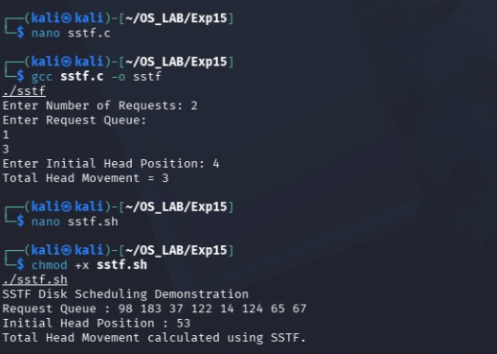 ┌──(kali㉿kali)-[~/OS_LAB/Exp15]
└─$ nano sstf.c
┌──(kali㉿kali)-[~/OS_LAB/Exp15]
└─$ gcc sstf.c -o sstf
./sstf
Enter Number of Requests: 2
Enter Request Queue:
1
3
Enter Initial Head Position: 4
Total Head Movement = 3
┌──(kali㉿kali)-[~/OS_LAB/Exp15]
└─$ nano sstf.sh
┌──(kali㉿kali)-[~/OS_LAB/Exp15]
└─$ chmod +x sstf.sh
./sstf.sh
SSTF Disk Scheduling Demonstration
Request Queue : 98 183 37 122 14 124 65 67
Initial Head Position : 53
Total Head Movement calculated using SSTF.